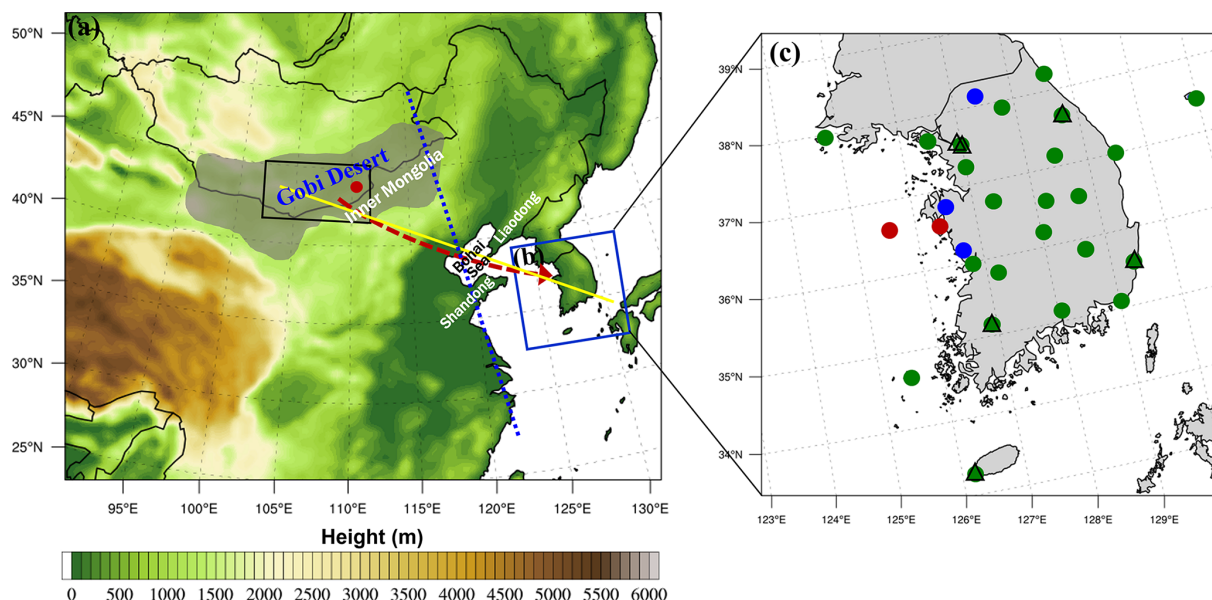 (a)
50°N
45°N
40°N
35°N
30°N
25°N
95°E 100°E 105°E 110°E 115°E 120°E 125°E 130°E
Gobi Desert
Inner Mongolia
Liaodong
Bohai
Sea
Shandong
(b)
Height (m)
0 500 1000 1500 2000 2500 3000 3500 4000 4500 5000 5500 6000
(c)
39°N
38°N
37°N
36°N
35°N
34°N
123°E 124°E 125°E 126°E 127°E 128°E 129°E